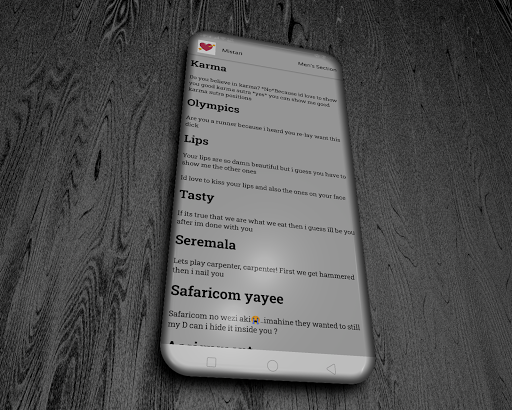 Mistari
Men's Section
Karma
Do you believe in karma? *No*Because id love to show
you good karma sutra *yes* you can show me good
karma sutra positions
Olympics
Are you a runner because i heard you re-lay want this
dick
Lips
Your lips are so damn beautiful but i guess you have to
show me the other ones
Id love to kiss your lips and also the ones on your face
Tasty
If its true that we are what we eat then i guess ill be you
after im done with you
Seremala
Lets play carpenter, carpenter! First we get hammered
then i nail you
Safaricom yayee
Safaricom no wezi aki😫..imahine they wanted to still
my D can i hide it inside you ?